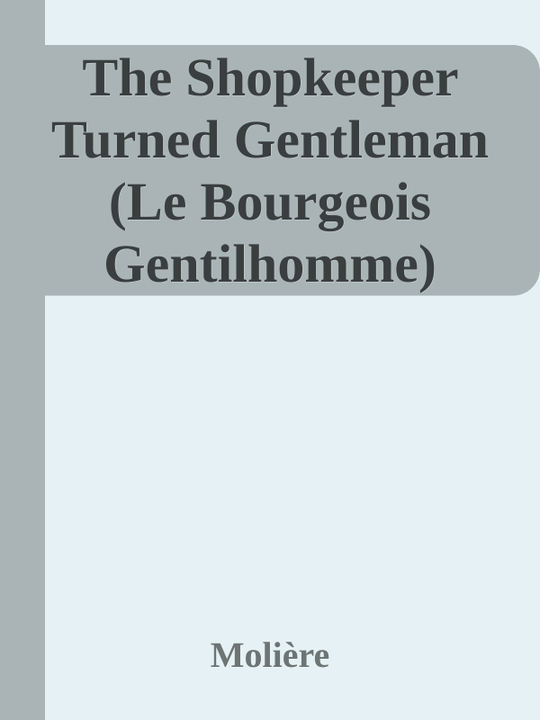 The Shopkeeper
Turned Gentleman
(Le Bourgeois
Gentilhomme)
Molière